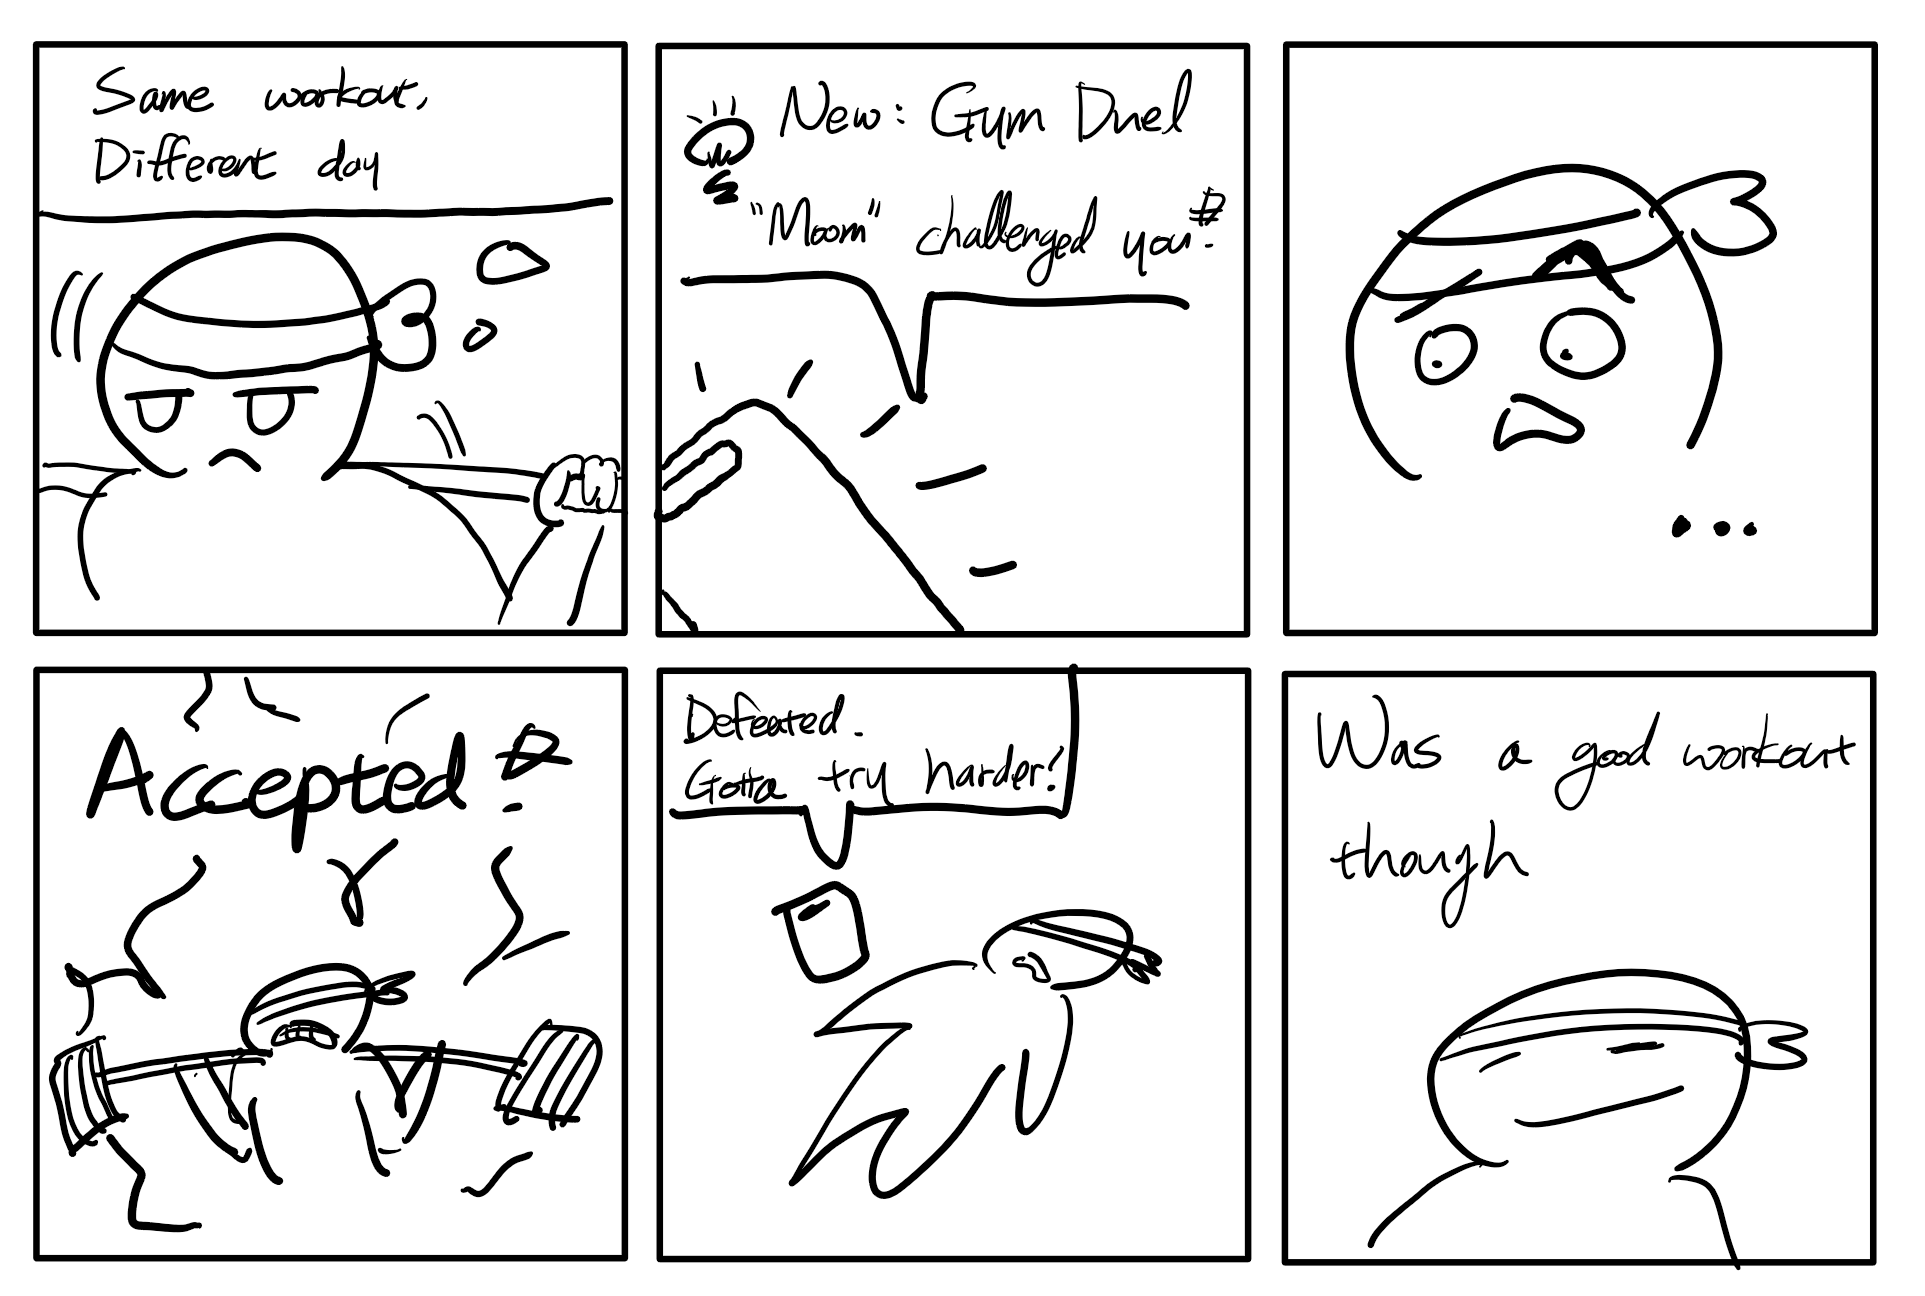 Same workout,
Different day
New: Gym Duel
"Moom" challenged you!
...
Accepted!
Defeated.
Gotta try harder!
Was a good workout
though